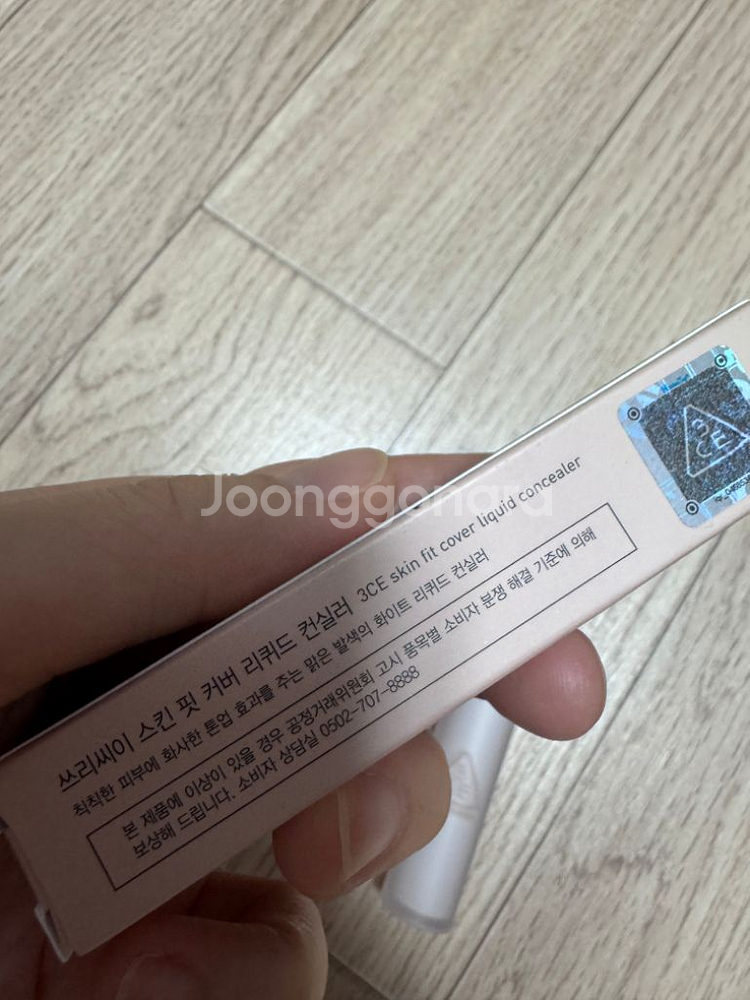 Joonggonara
쓰리씨이 스킨 핏 커버 리퀴드 컨실러 3CE skin fit cover liquid concealer
칙칙한 피부에 화사한 톤업 효과를 주는 맑은 발색의 화이트 리퀴드 컨실러
본 제품에 이상이 있을 경우 공정거래위원회 고시 품목별 소비자 분쟁 해결 기준에 의해
보상해 드립니다. 소비자 상담실 0502-707-8888
3CE